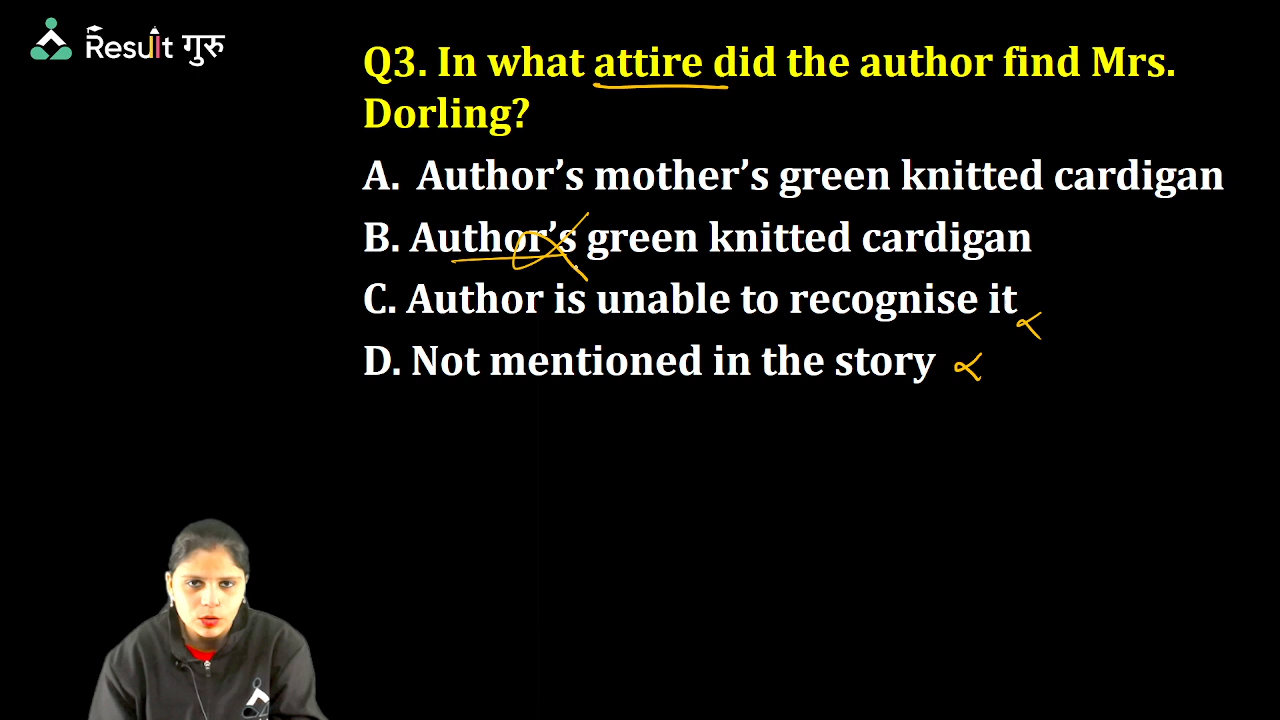 Result गुरु
Q3. In what attire did the author find Mrs.
Dorling?
A. Author’s mother’s green knitted cardigan
B. Author’s green knitted cardigan
C. Author is unable to recognise it
D. Not mentioned in the story